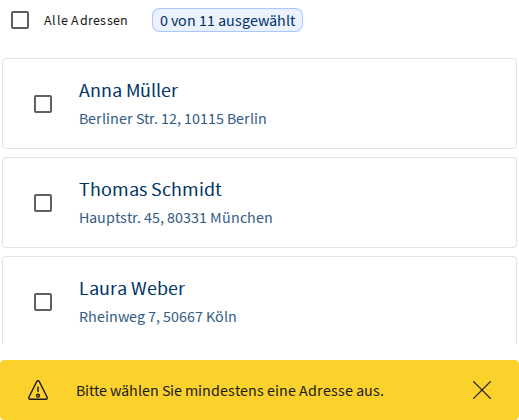 Alle Adressen
0 von 11 ausgewählt
Anna Müller
Berliner Str. 12, 10115 Berlin
Thomas Schmidt
Hauptstr. 45, 80331 München
Laura Weber
Rheinweg 7, 50667 Köln
Bitte wählen Sie mindestens eine Adresse aus.